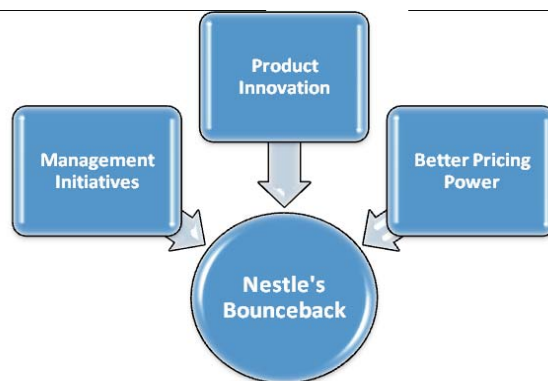 Product
Innovation
Management
Initiatives
Better Pricing
Power
Nestle's
Bounceback